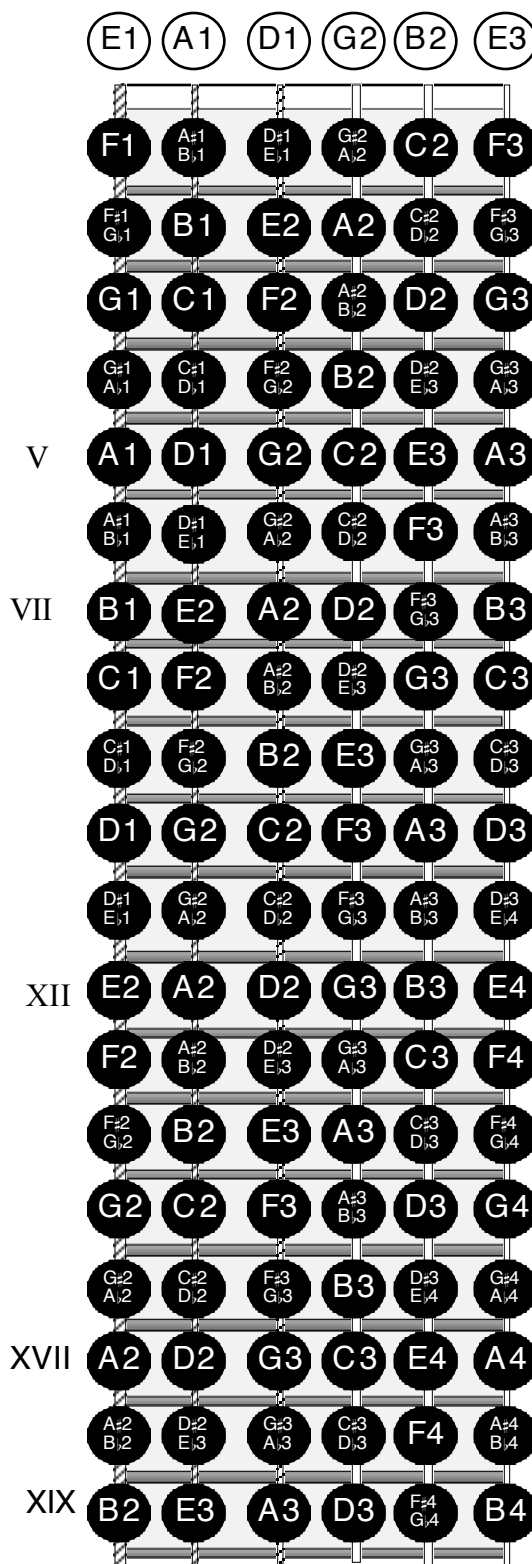 E1 A1 D1 G2 B2 E3
F1 A♯1 B♭1 D♯1 E♭1 G♯2 A♭2 C2 F3
F♯1 G♭1 B1 E2 A2 C♯2 D♭2 F♯3 G♭3
G1 C1 F2 A♯2 B♭2 D2 G3
G♯1 A♭1 C♯1 D♭1 F♯2 G♭2 B2 D♯2 E♭3 G♯3 A♭3
V A1 D1 G2 C2 E3 A3
A♯1 B♭1 D♯1 E♭1 G♯2 A♭2 C♯2 D♭2 F3 A♯3 B♭3
VII B1 E2 A2 D2 F♯3 G♭3 B3
C1 F2 A♯2 B♭2 D♯2 E♭3 G3 C3
C♯1 D♭1 F♯2 G♭2 B2 E3 G♯3 A♭3 C♯3 D♭3
D1 G2 C2 F3 A3 D3
D♯1 E♭1 G♯2 A♭2 C♯2 D♭2 F♯3 G♭3 A♯3 B♭3 D♯3 E♭4
XII E2 A2 D2 G3 B3 E4
F2 A♯2 B♭2 D♯2 E♭3 G♯3 A♭3 C3 F4
F♯2 G♭2 B2 E3 A3 C♯3 D♭3 F♯4 G♭4
G2 C2 F3 A♯3 B♭3 D3 G4
G♯2 A♭2 C♯2 D♭2 F♯3 G♭3 B3 D♯3 E♭4 G♯4 A♭4
XVII A2 D2 G3 C3 E4 A4
A♯2 B♭2 D♯2 E♭3 G♯3 A♭3 C♯3 D♭3 F4 A♯4 B♭4
XIX B2 E3 A3 D3 F♯4 G♭4 B4